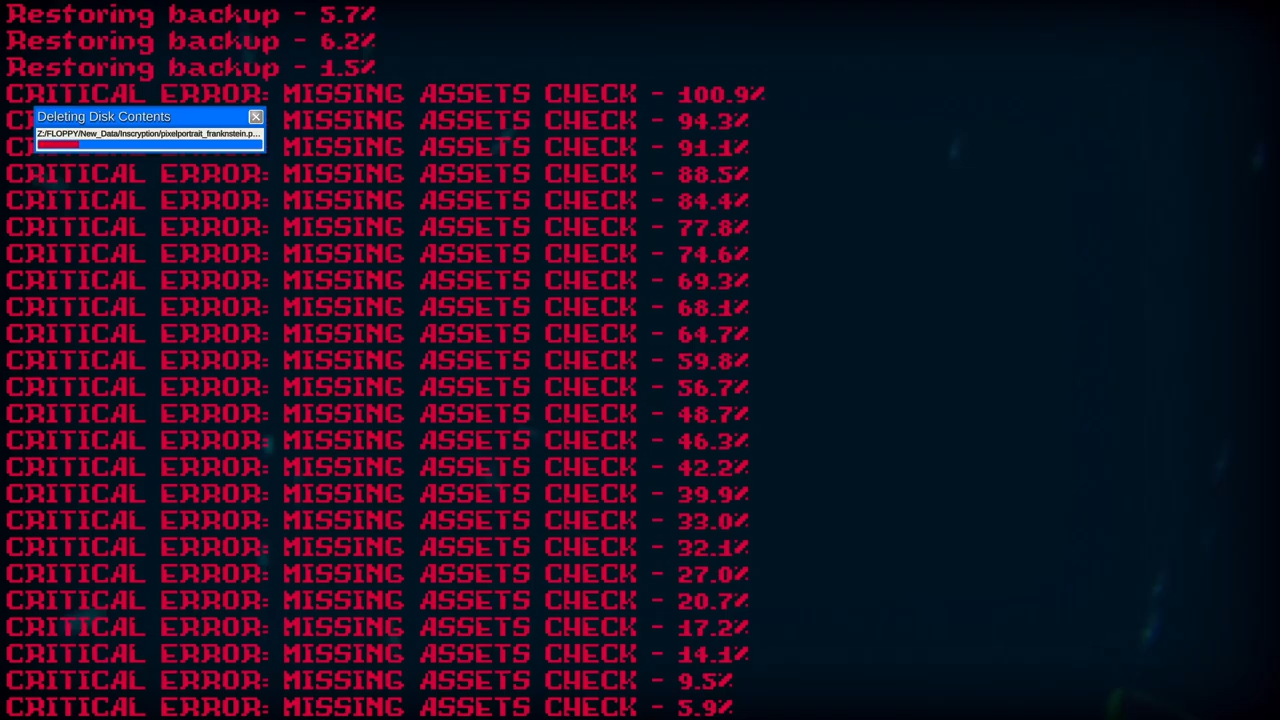 Restoring backup - 5.7%
Restoring backup - 6.2%
Restoring backup - 1.5%
CRITICAL ERROR: MISSING ASSETS CHECK - 100.9%
Deleting Disk Contents
CRITICAL ERROR: MISSING ASSETS CHECK - 94.3%
Z:/FLOPPY/New_Data/Inscryption/pixelportrait_franknstein.p...
CRITICAL ERROR: MISSING ASSETS CHECK - 91.1%
CRITICAL ERROR: MISSING ASSETS CHECK - 88.5%
CRITICAL ERROR: MISSING ASSETS CHECK - 84.4%
CRITICAL ERROR: MISSING ASSETS CHECK - 77.8%
CRITICAL ERROR: MISSING ASSETS CHECK - 74.6%
CRITICAL ERROR: MISSING ASSETS CHECK - 69.3%
CRITICAL ERROR: MISSING ASSETS CHECK - 68.1%
CRITICAL ERROR: MISSING ASSETS CHECK - 64.7%
CRITICAL ERROR: MISSING ASSETS CHECK - 59.8%
CRITICAL ERROR: MISSING ASSETS CHECK - 56.7%
CRITICAL ERROR: MISSING ASSETS CHECK - 48.7%
CRITICAL ERROR: MISSING ASSETS CHECK - 46.3%
CRITICAL ERROR: MISSING ASSETS CHECK - 42.2%
CRITICAL ERROR: MISSING ASSETS CHECK - 39.9%
CRITICAL ERROR: MISSING ASSETS CHECK - 33.0%
CRITICAL ERROR: MISSING ASSETS CHECK - 32.1%
CRITICAL ERROR: MISSING ASSETS CHECK - 27.0%
CRITICAL ERROR: MISSING ASSETS CHECK - 20.7%
CRITICAL ERROR: MISSING ASSETS CHECK - 17.2%
CRITICAL ERROR: MISSING ASSETS CHECK - 14.1%
CRITICAL ERROR: MISSING ASSETS CHECK - 9.5%
CRITICAL ERROR: MISSING ASSETS CHECK - 5.9%